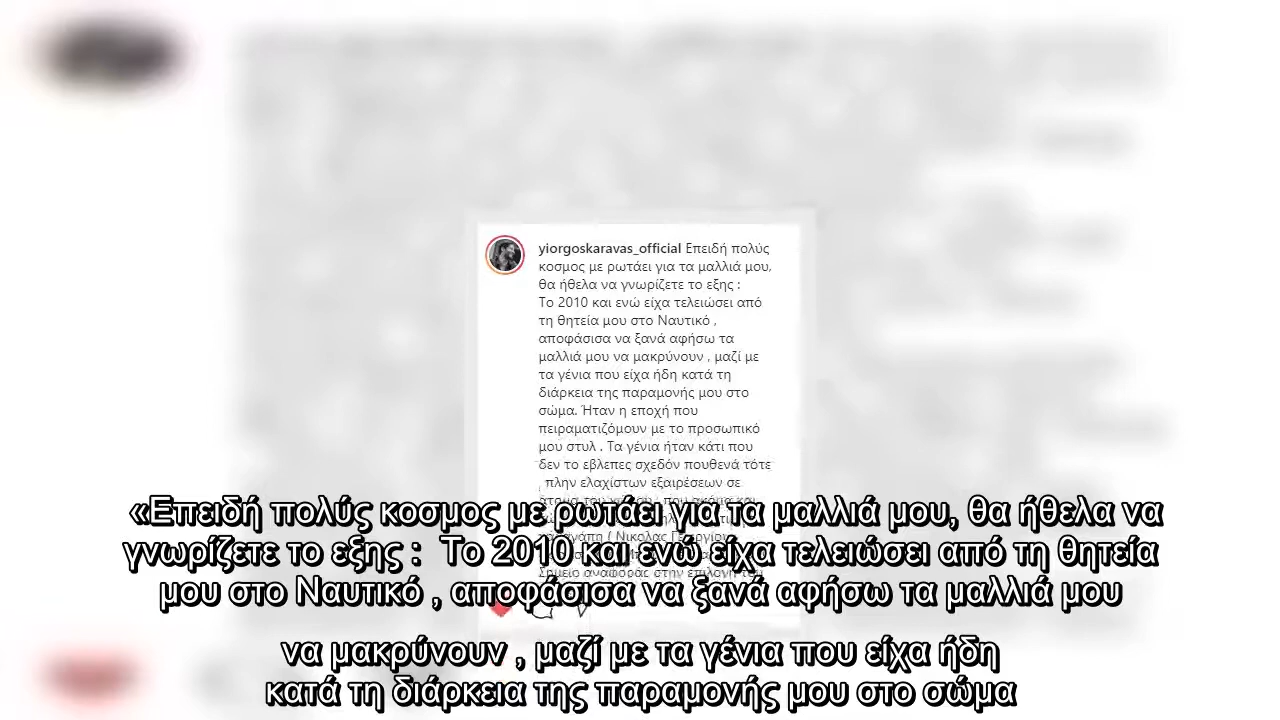 yiorgoskaravas_official Επειδή πολύς
κοσμος με ρωτάει για τα μαλλιά μου,
θα ήθελα να γνωρίζετε το εξης :
Το 2010 και ενώ είχα τελειώσει από
τη θητεία μου στο Ναυτικό ,
αποφάσισα να ξανά αφήσω τα
μαλλιά μου να μακρύνουν , μαζί με
τα γένια που είχα ήδη κατά τη
διάρκεια της παραμονής μου στο
σώμα. Ήταν η εποχή που
πειραματιζόμουν με το προσωπικό
μου στυλ . Τα γένια ήταν κάτι που
δεν το εβλεπες σχεδόν πουθενά τότε
, πλην ελαχίστων εξαιρέσεων σε
«Επειδή πολύς κοσμος με ρωτάει για τα μαλλιά μου, θα ήθελα να
γνωρίζετε το εξης : Το 2010 και ενώ είχα τελειώσει από τη θητεία
μου στο Ναυτικό , αποφάσισα να ξανά αφήσω τα μαλλιά μου
να μακρύνουν , μαζί με τα γένια που είχα ήδη
κατά τη διάρκεια της παραμονής μου στο σώμα